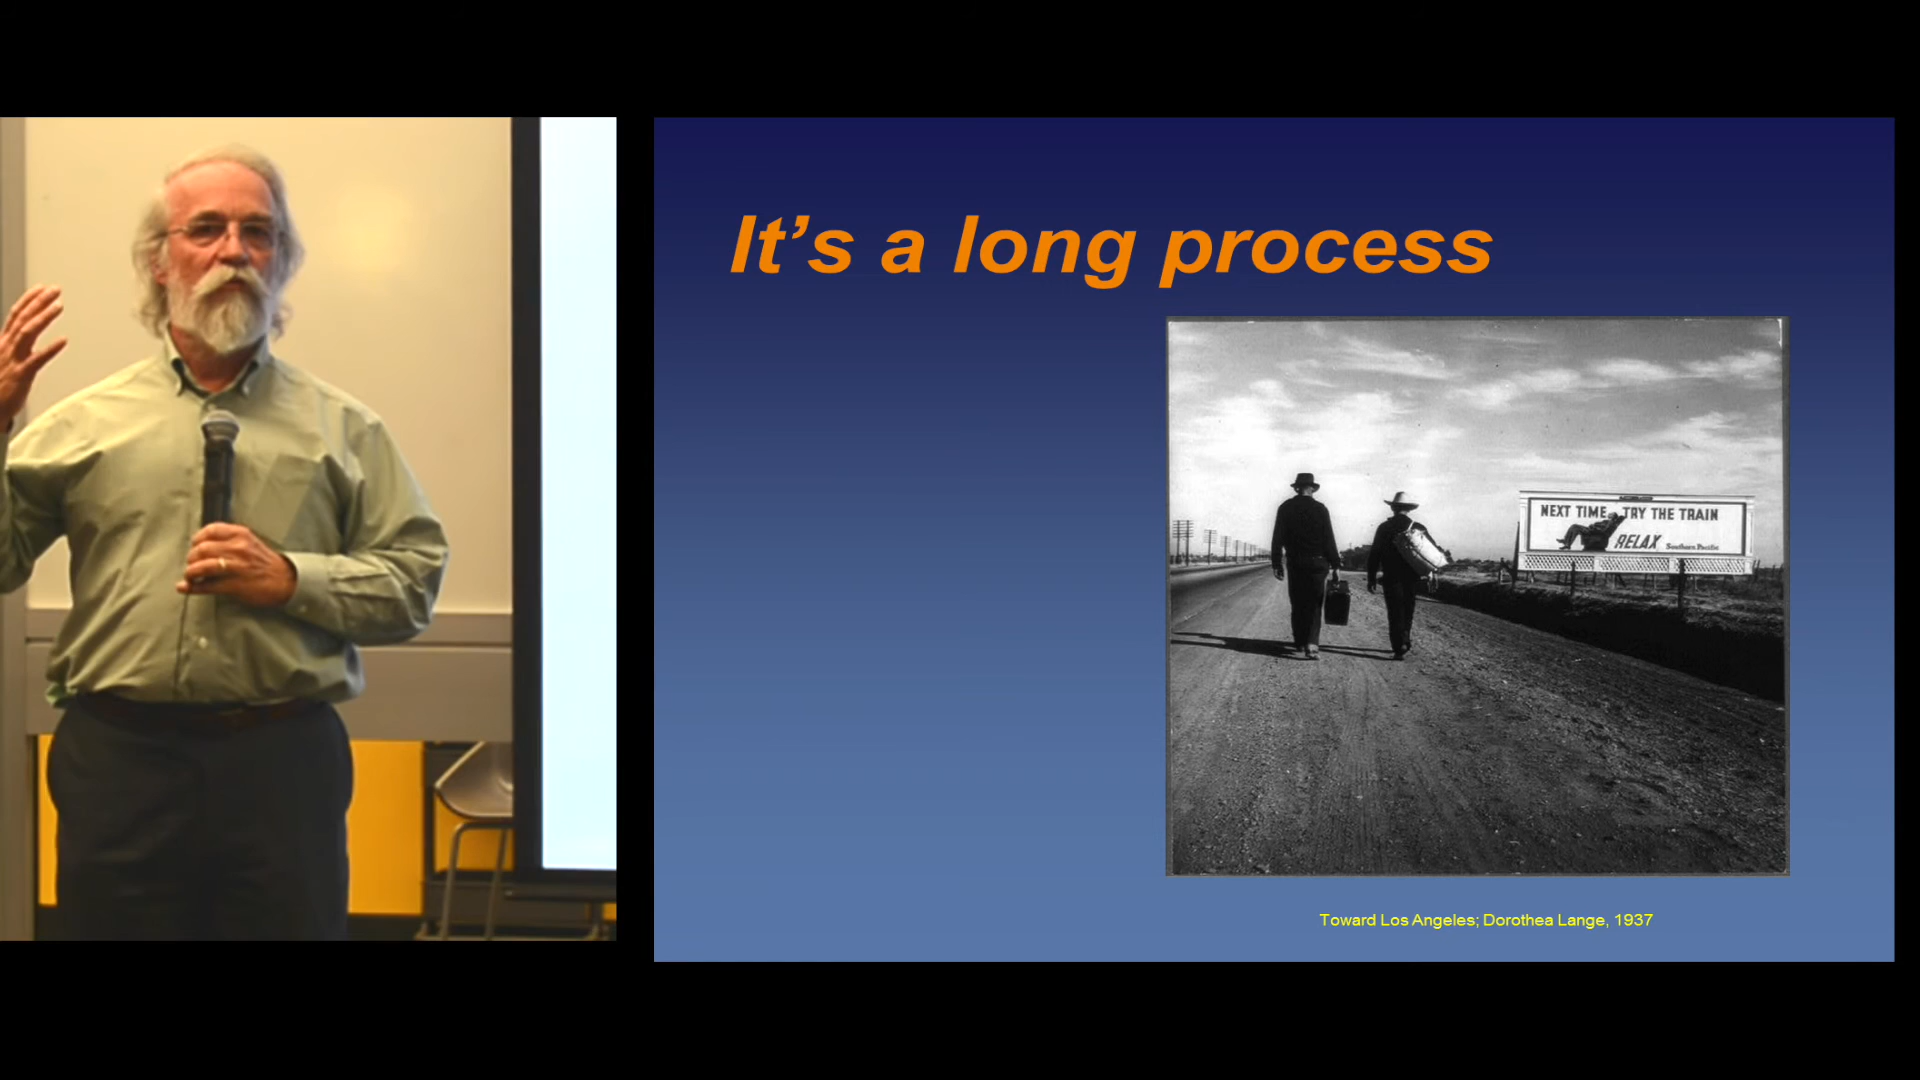 It's a long process
NEXT TIME TRY THE TRAIN
RELAX Southern Pacific
Toward Los Angeles; Dorothea Lange, 1937